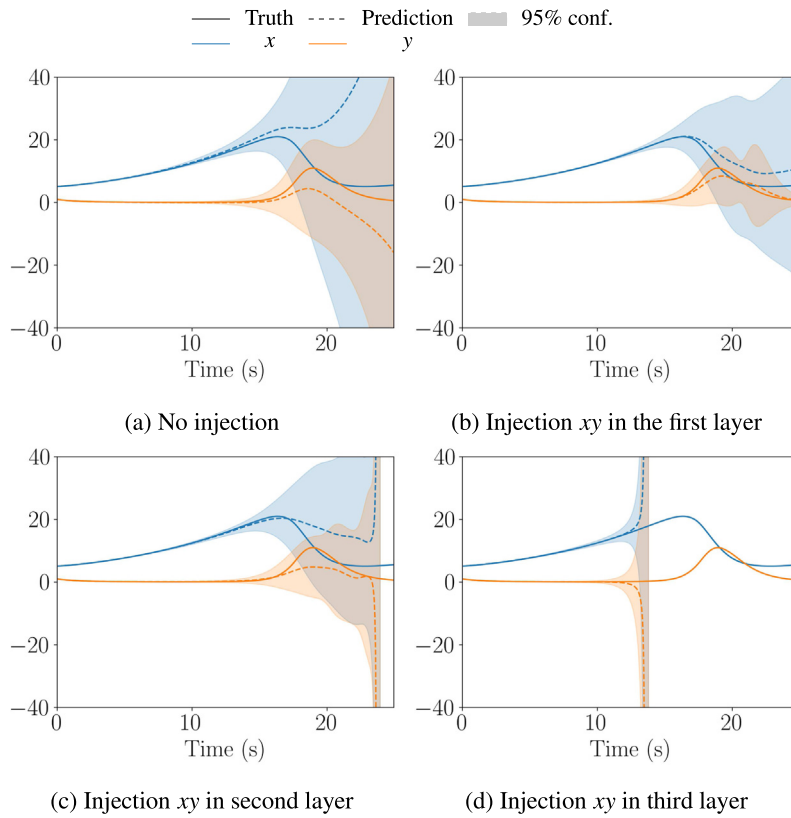 Truth Prediction 95% conf.
x y
40
20
0
−20
−40
0 10 20
Time (s)
(a) No injection
40
20
0
−20
−40
0 10 20
Time (s)
(b) Injection xy in the first layer
40
20
0
−20
−40
0 10 20
Time (s)
(c) Injection xy in second layer
40
20
0
−20
−40
0 10 20
Time (s)
(d) Injection xy in third layer